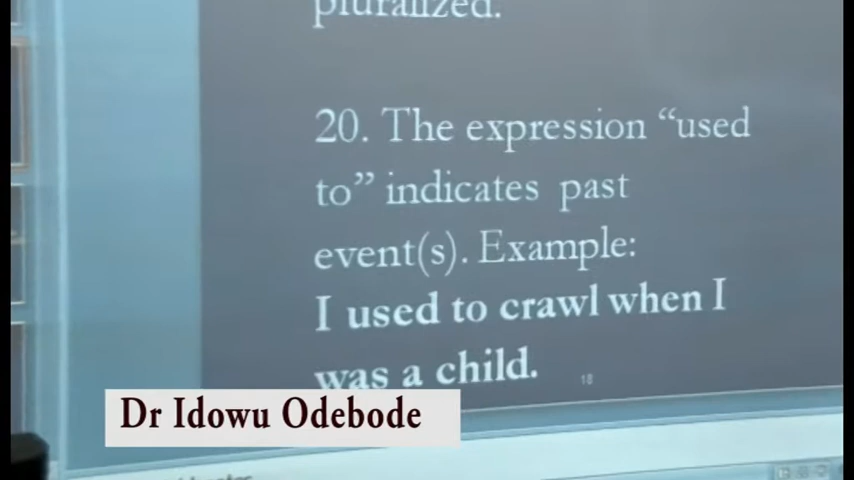 pluralized.
20. The expression “used
to” indicates past
event(s). Example:
I used to crawl when I
was a child.
18
Dr Idowu Odebode